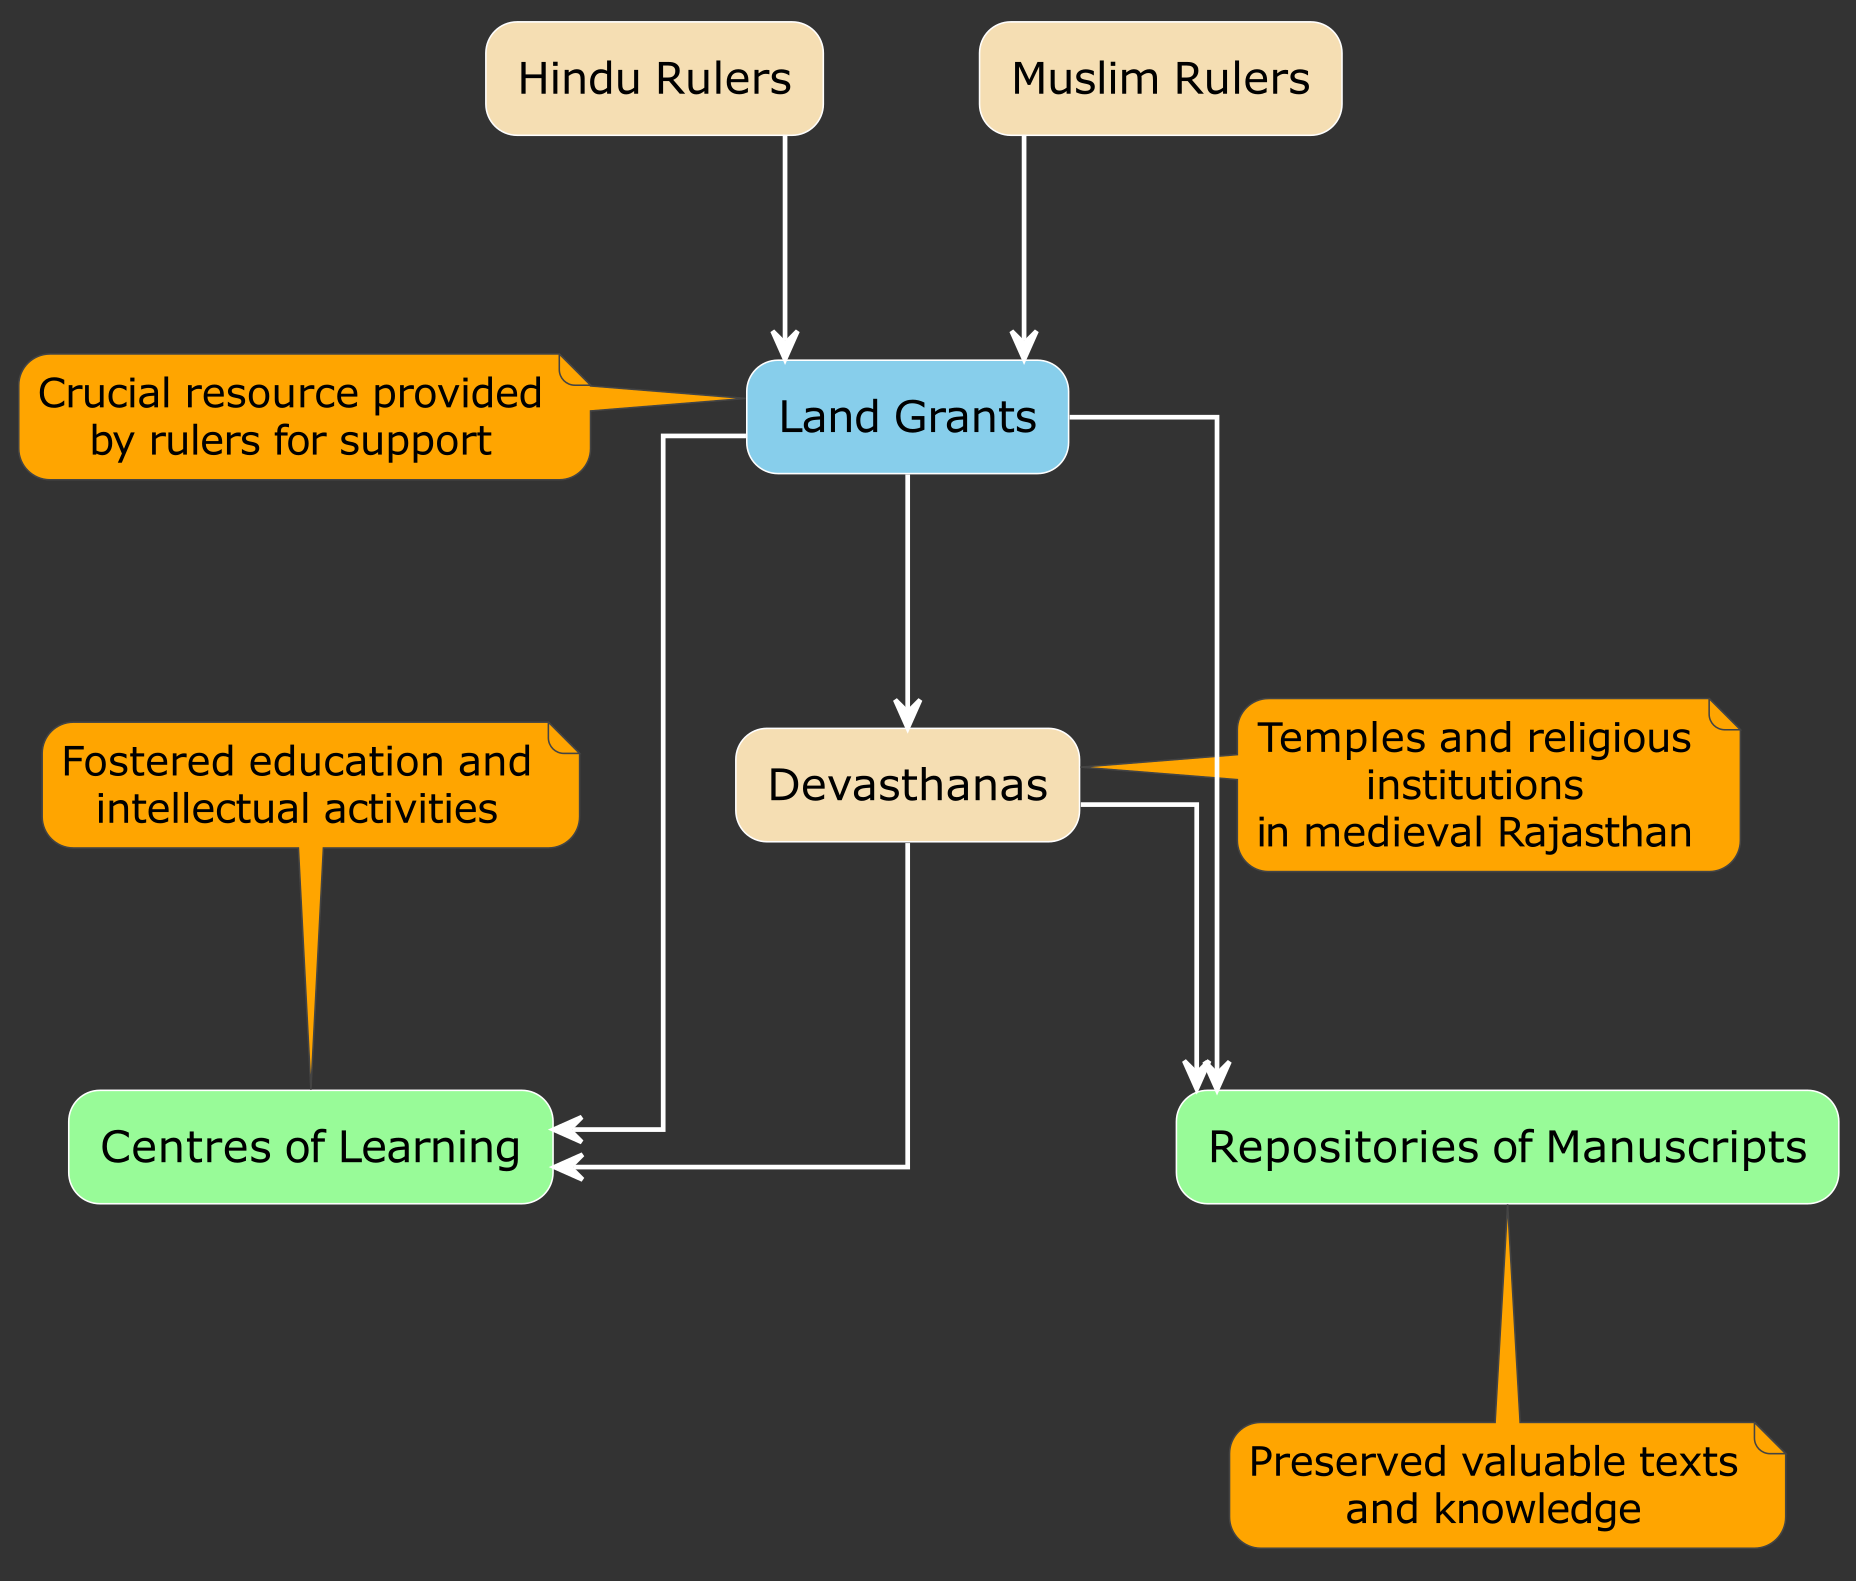 Hindu Rulers
Muslim Rulers
Crucial resource provided
by rulers for support
Land Grants
Fostered education and
intellectual activities
Devasthanas
Temples and religious
institutions
in medieval Rajasthan
Centres of Learning
Repositories of Manuscripts
Preserved valuable texts
and knowledge